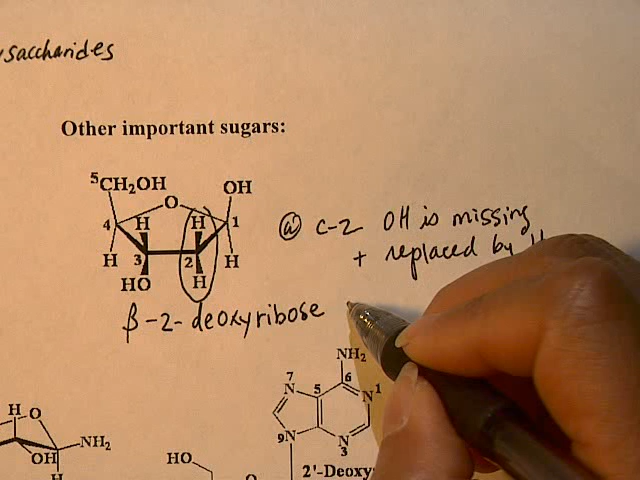 ysaccharides
Other important sugars:
5CH2OH
O
OH
4
H
H
1
H
3
2
H
HO
H
@ C-2 OH is missing
+ replaced by H
β-2-deoxyribose
NH2
7
N
5
6
N
1
9
N
N
3
H
O
NH2
OH
H
HO
O
2'-Deoxy